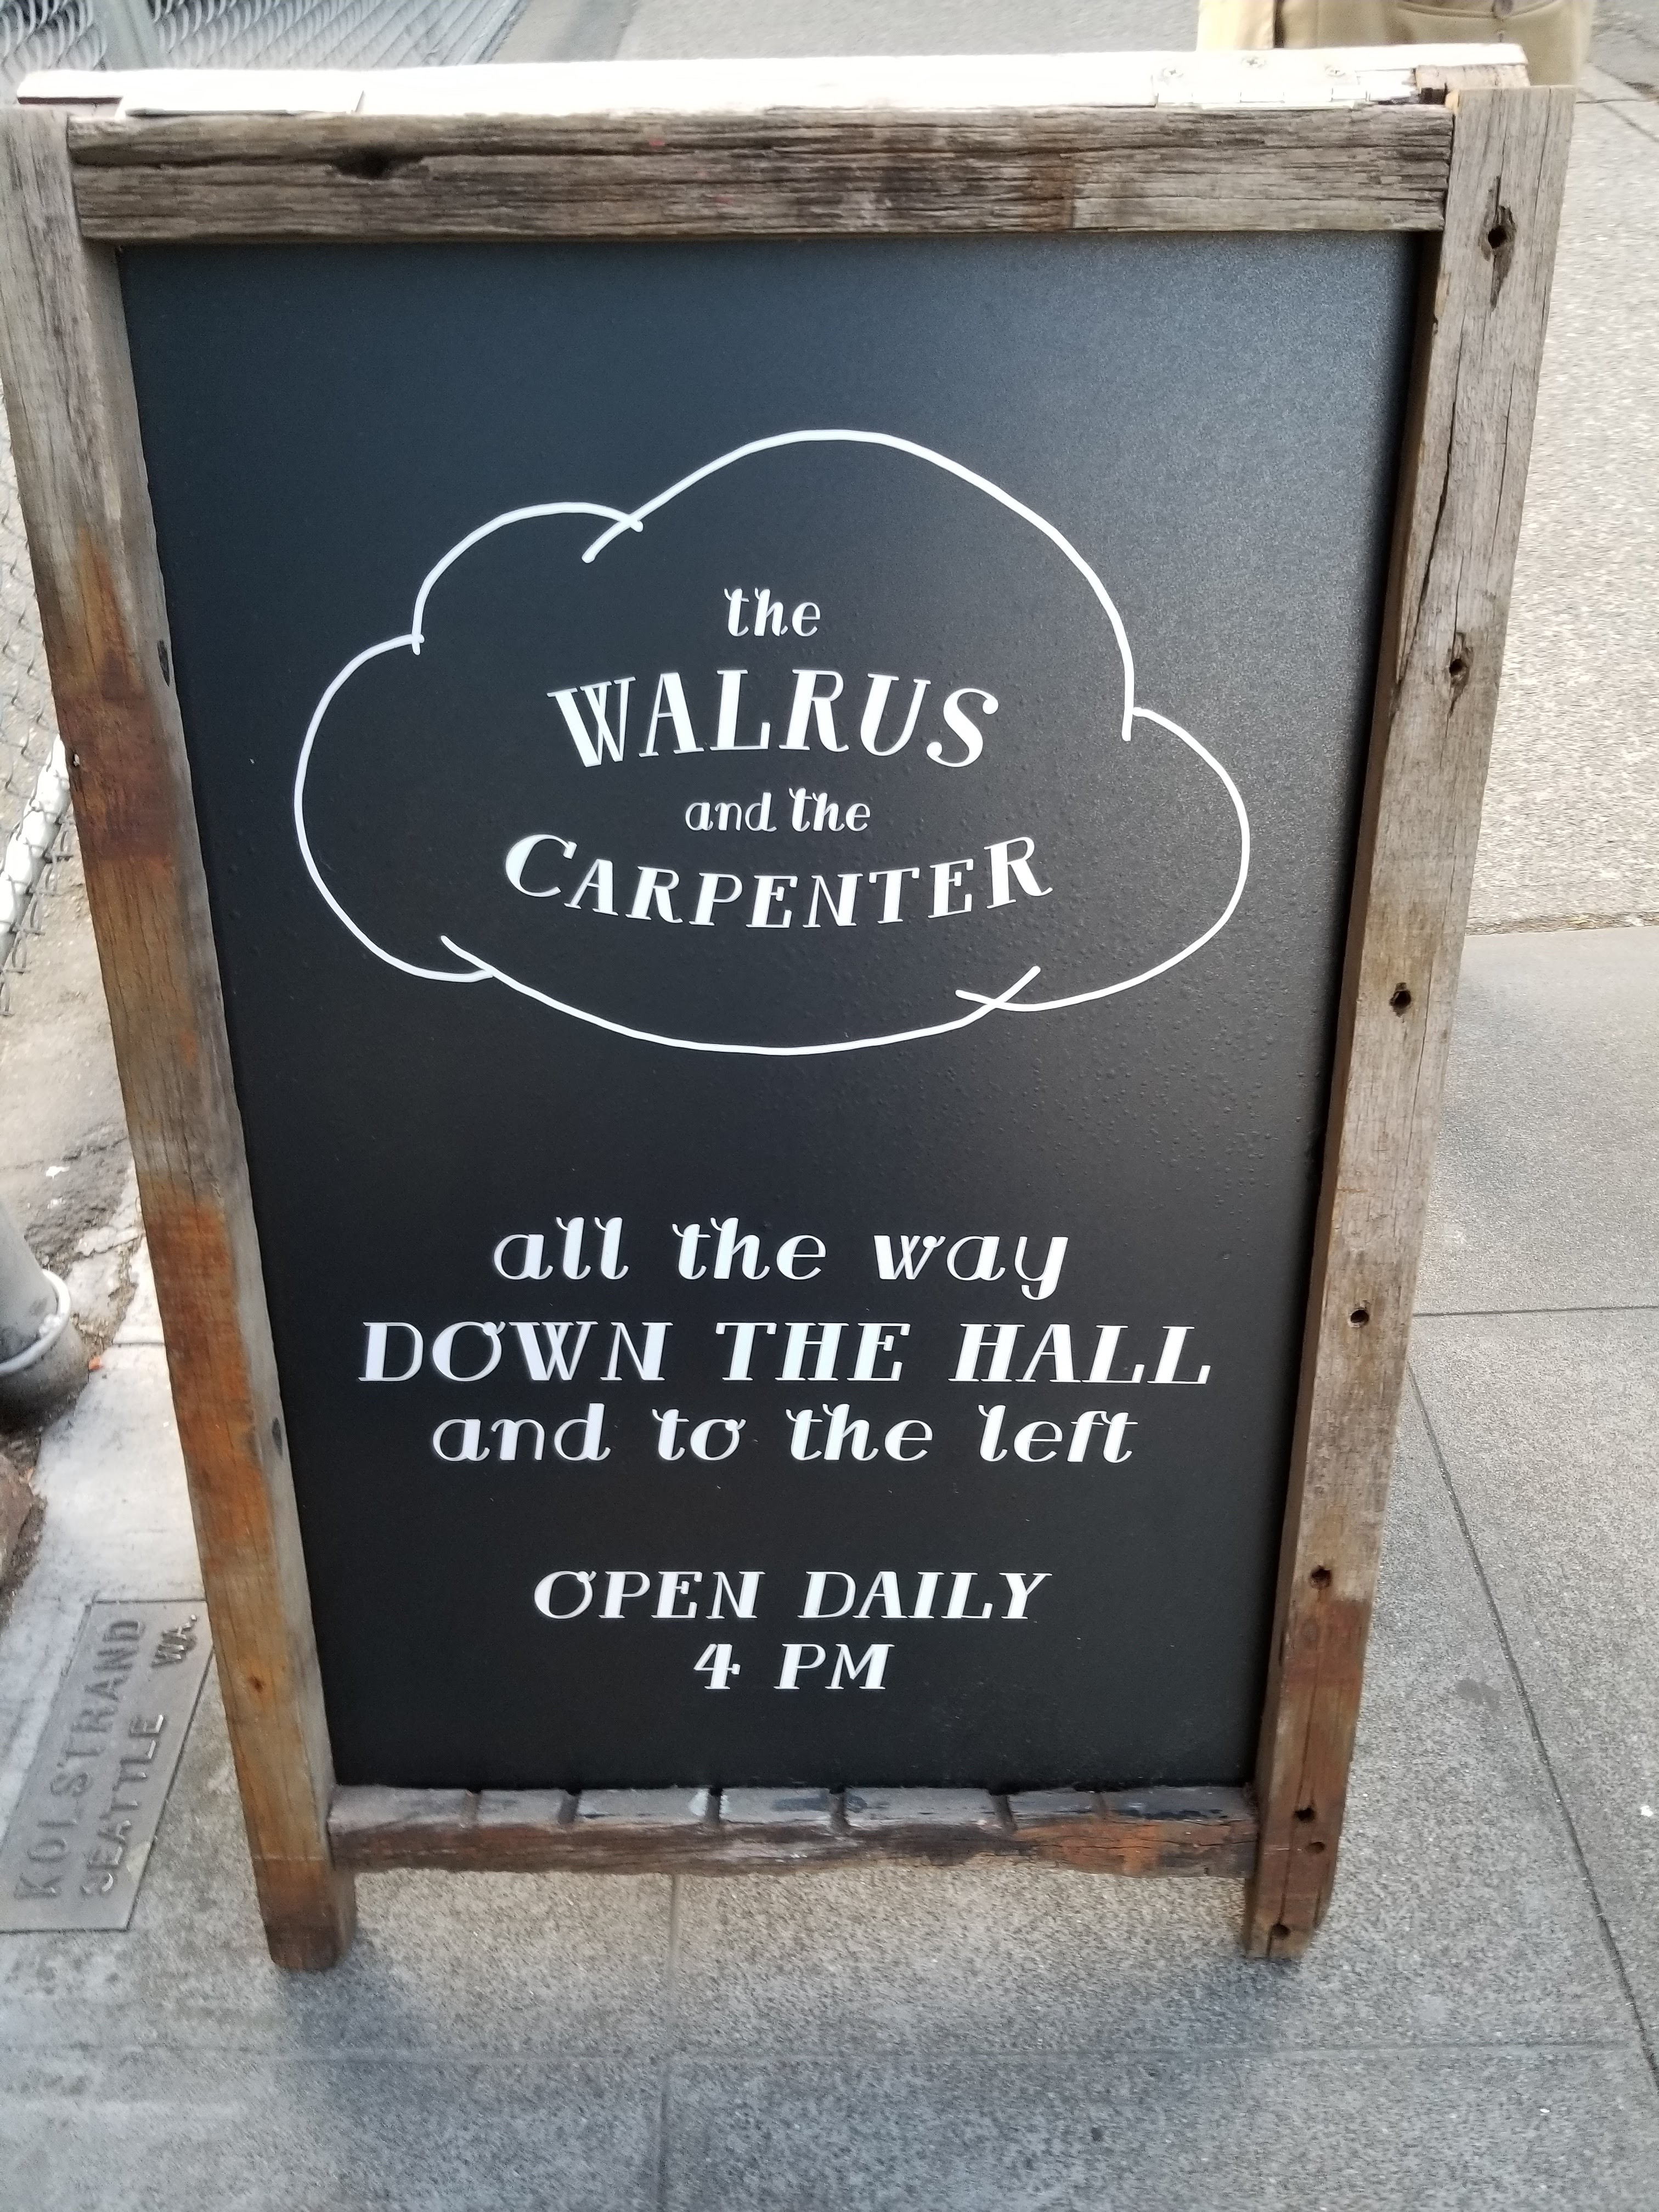 the
WALRUS
and the
CARPENTER
all the way
DOWN THE HALL
and to the left
OPEN DAILY
4 PM
KOLSTRAND
SEATTLE WA.